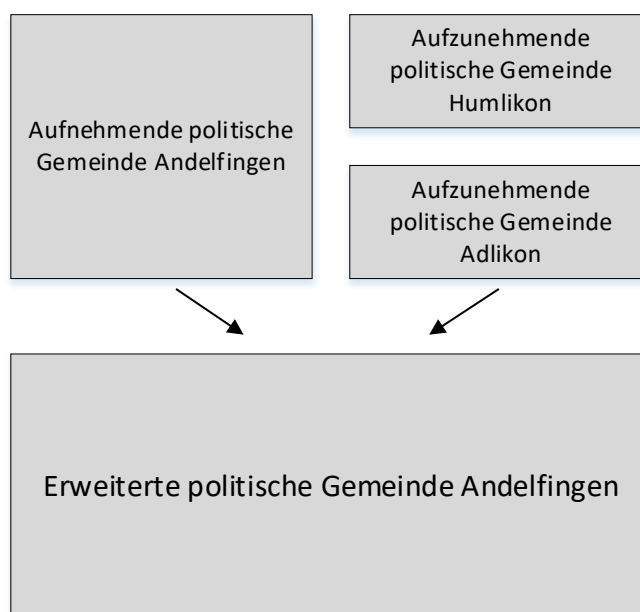 Aufnehmende politische
Gemeinde Andelfingen
Aufzunehmende
politische Gemeinde
Humlikon
Aufzunehmende
politische Gemeinde
Adlikon
Erweiterte politische Gemeinde Andelfingen